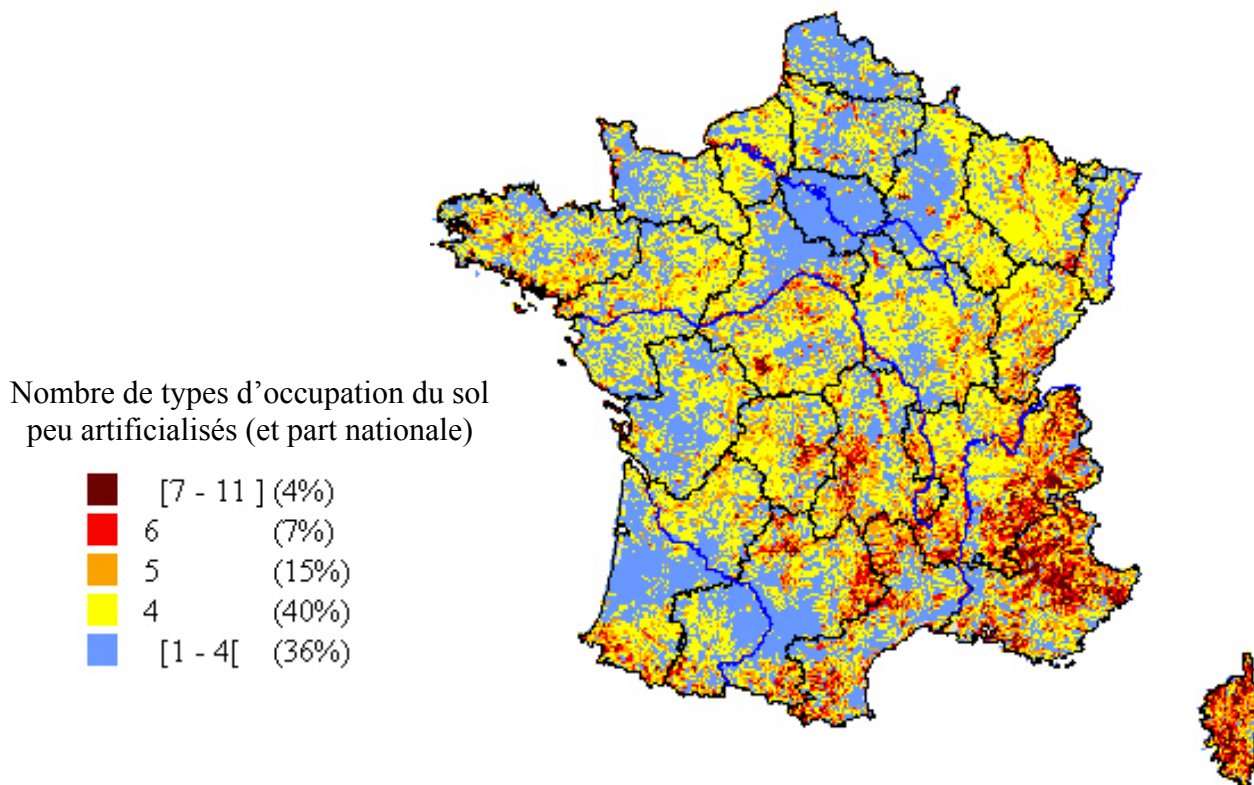 Nombre de types d’occupation du sol
peu artificialisés (et part nationale)
[7 - 11 ] (4%)
6 (7%)
5 (15%)
4 (40%)
[1 - 4[ (36%)